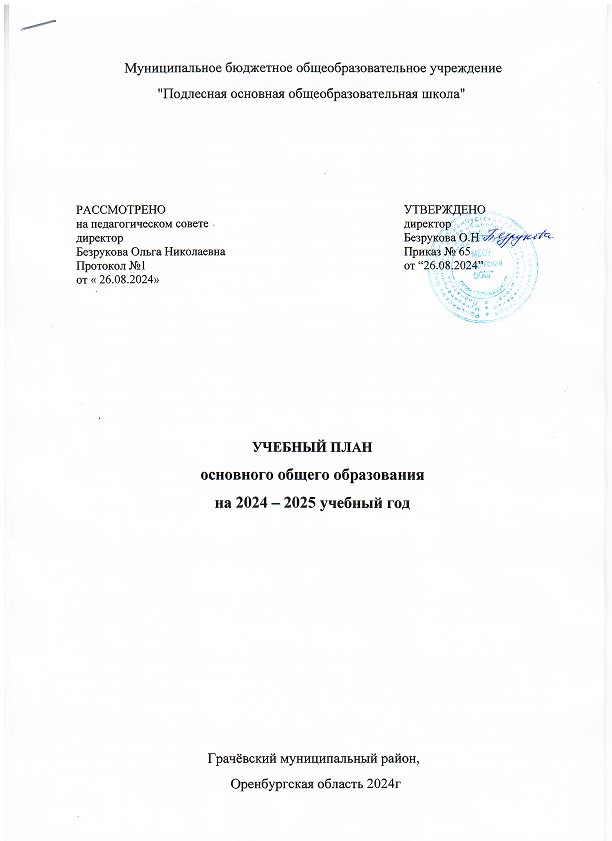 Муниципальное бюджетное общеобразовательное учреждение
"Подлесная основная общеобразовательная школа"
РАССМОТРЕНО
на педагогическом совете
директор
Безрукова Ольга Николаевна
Протокол №1
от « 26.08.2024»
УТВЕРЖДЕНО
директор
Безрукова О.Н Безрукова
Приказ № 65
от “26.08.2024”
УЧЕБНЫЙ ПЛАН
основного общего образования
на 2024 – 2025 учебный год
Грачёвский муниципальный район,
Оренбургская область 2024г